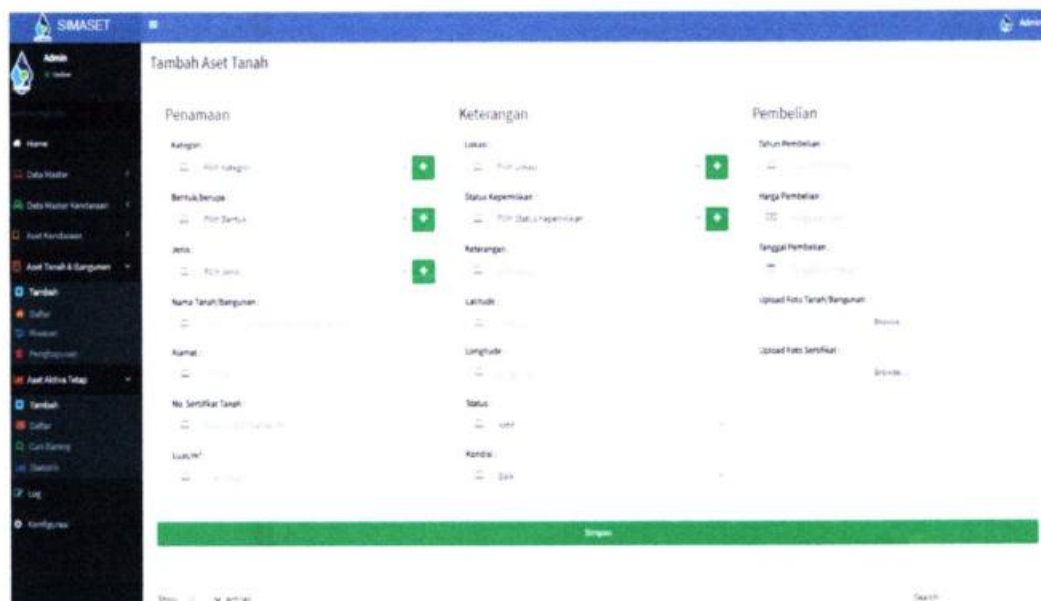 SIMASET
Admin
Admin
Online
Home
Data Master
Data Master Kendaraan
Aset Kendaraan
Aset Tanah & Bangunan
Tambah
Daftar
Riwayat
Penghapusan
Aset Aktiva Tetap
Tambah
Daftar
Cari Barang
Statistik
Log
Konfigurasi
Tambah Aset Tanah
Penamaan
Kategori
Pilih Kategori
Bentuk/berupa
Pilih Bentuk
Jenis :
Pilih Jenis
Nama Tanah/Bangunan :
Alamat :
No. Sertifikat Tanah
Luas/m² :
Keterangan
Lokasi
Pilih Lokasi
Status Kepemilikan :
Pilih Status Kepemilikan
Keterangan
Latitude
Longitude
Status :
Aktif
Kondisi :
Baik
Pembelian
Tahun Pembelian
Harga Pembelian
Tanggal Pembelian :
Upload Foto Tanah/Bangunan
Browse...
Upload Foto Sertifikat
Browse...
Simpan
Show
entries
Search